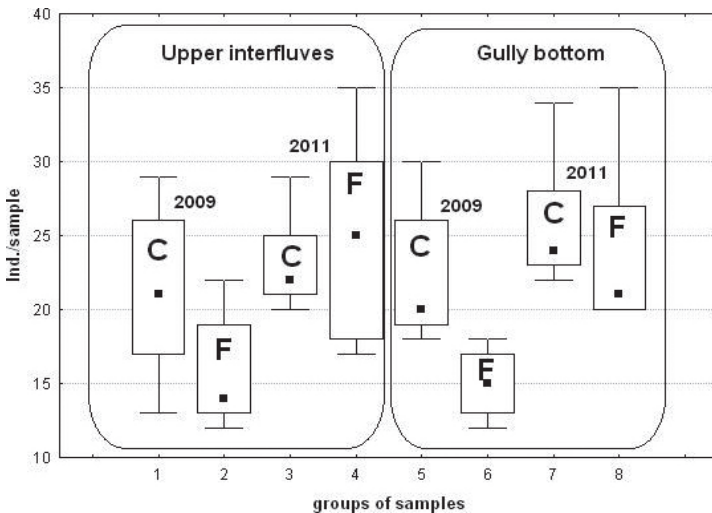 40
Upper interfluves Gully bottom
35
2011
F
30
C 2009
C
2011
C 2009
C
F
25
F
20
F
15
10
Ind./sample
1 2 3 4 5 6 7 8
groups of samples